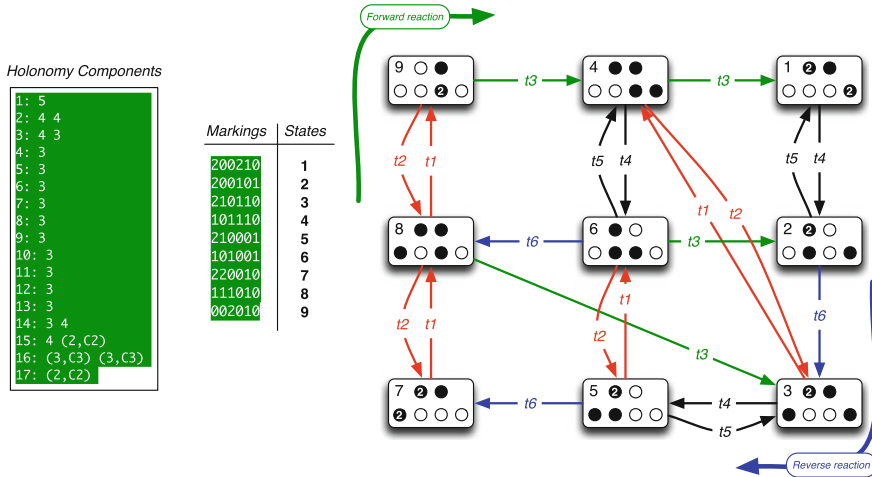 Forward reaction
Holonomy Components
1: 5
2: 4 4
3: 4 3
4: 3
5: 3
6: 3
7: 3
8: 3
9: 3
10: 3
11: 3
12: 3
13: 3
14: 3 4
15: 4 (2,C2)
16: (3,C3) (3,C3)
17: (2,C2)
Markings States
200210 1
200101 2
210110 3
101110 4
210001 5
101001 6
220010 7
111010 8
002010 9
9
2
t3
4
t3
1 2
2
t2 t1
t5 t4
t1 t2
t5 t4
8
t6
6
t3
2 2
t2 t1
t2 t1
t3
t6
7 2
2
t6
5 2
t4
t5
3 2
Reverse reaction